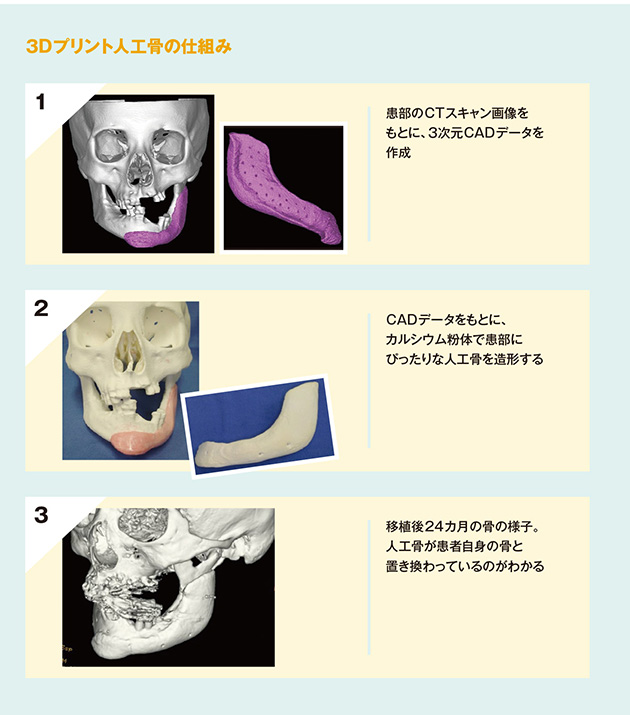 3Dプリント人工骨の仕組み
1
患部のCTスキャン画像を
もとに、3次元CADデータを
作成
2
CADデータをもとに、
カルシウム粉体で患部に
ぴったりな人工骨を造形する
3
移植後24カ月の骨の様子。
人工骨が患者自身の骨と
置き換わっているのがわかる